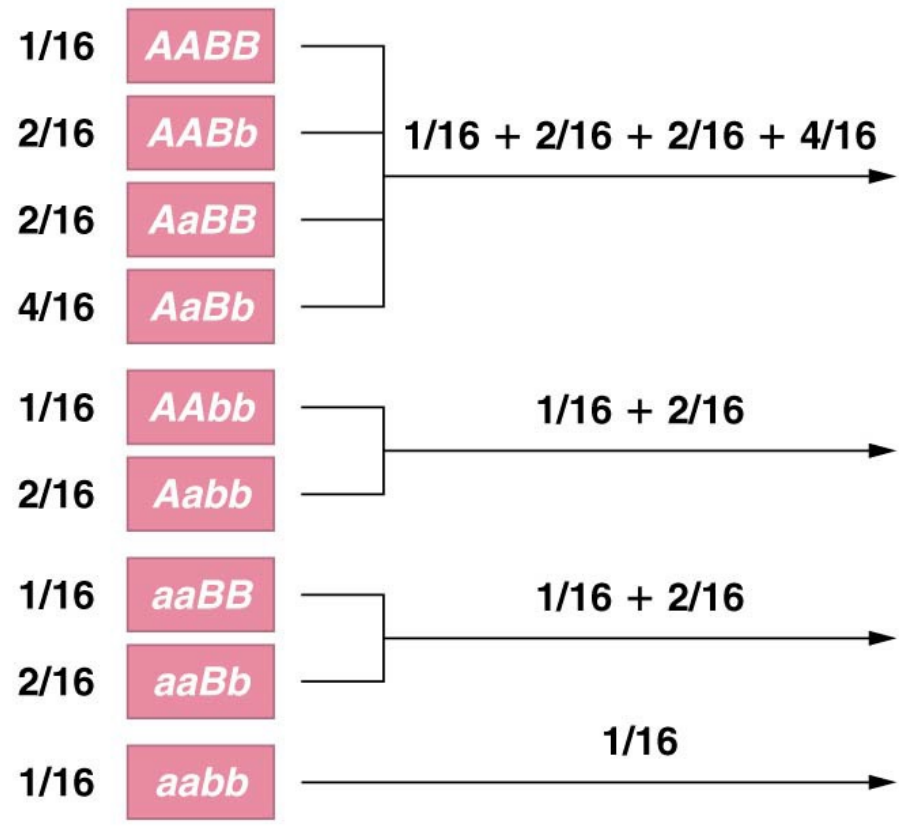 1/16 AABB
2/16 AABb
1/16 + 2/16 + 2/16 + 4/16
2/16 AaBB
4/16 AaBb
1/16 AAbb
1/16 + 2/16
2/16 Aabb
1/16 aaBB
1/16 + 2/16
2/16 aaBb
1/16
1/16 aabb